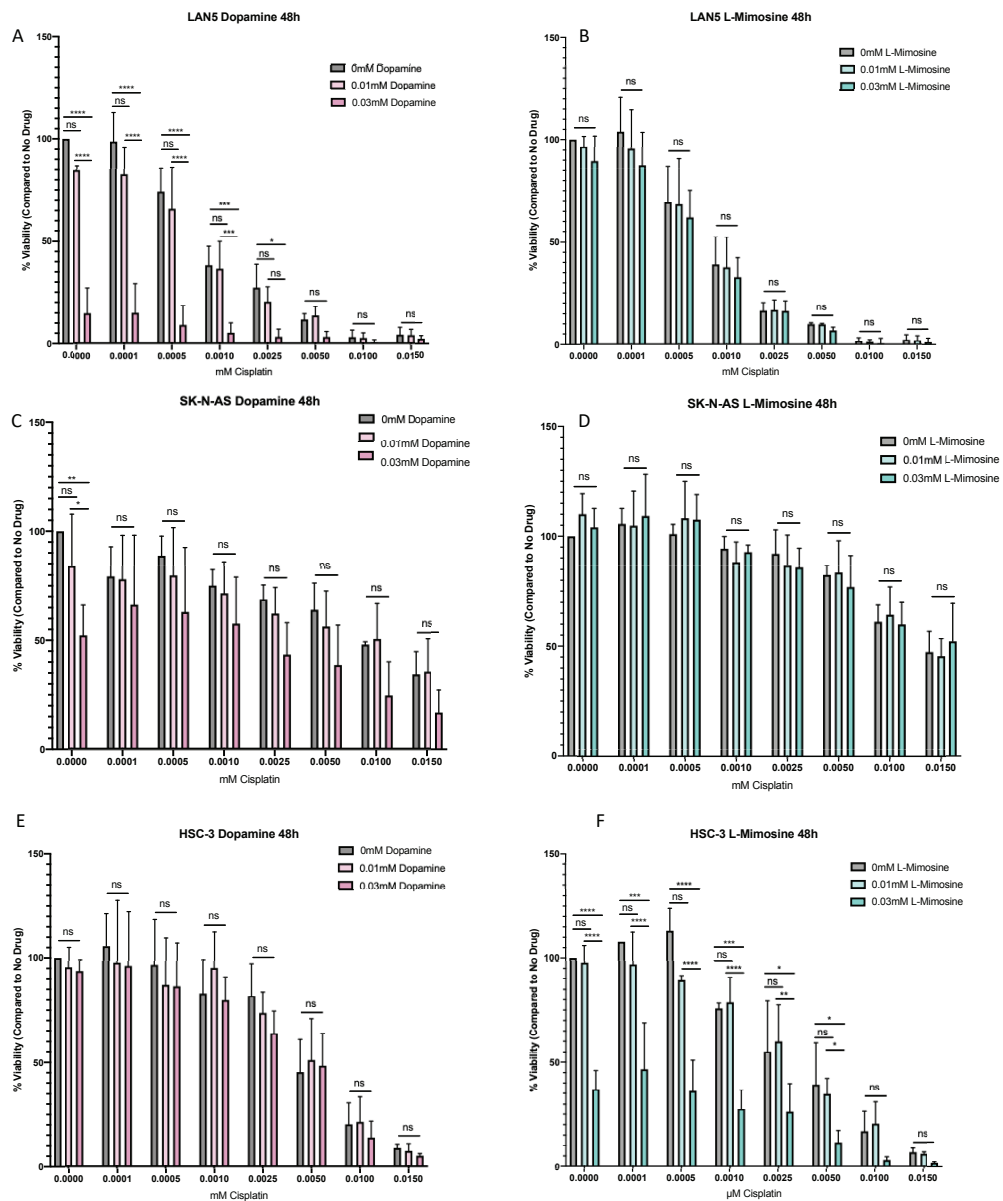 LAN5 Dopamine 48h
A
150
100
50
0
% Viability (Compared to No Drug)
0mM Dopamine
0.01mM Dopamine
0.03mM Dopamine
****
ns
****
****
ns
****
****
ns
****
***
ns
***
*
ns
ns
ns
ns
ns
0.0000 0.0001 0.0005 0.0010 0.0025 0.0050 0.0100 0.0150
mM Cisplatin
LAN5 L-Mimosine 48h
B
150
100
50
0
% Viability (Compared to No Drug)
0mM L-Mimosine
0.01mM L-Mimosine
0.03mM L-Mimosine
ns
ns
ns
ns
ns
ns
ns
ns
0.0000 0.0001 0.0005 0.0010 0.0025 0.0050 0.0100 0.0150
mM Cisplatin
SK-N-AS Dopamine 48h
C
150
100
50
0
% Viability (Compared to No Drug)
0mM Dopamine
0.01mM Dopamine
0.03mM Dopamine
**
ns
*
ns
ns
ns
ns
ns
ns
ns
0.0000 0.0001 0.0005 0.0010 0.0025 0.0050 0.0100 0.0150
mM Cisplatin
SK-N-AS L-Mimosine 48h
D
150
100
50
0
% Viability (Compared to No Drug)
0mM L-Mimosine
0.01mM L-Mimosine
0.03mM L-Mimosine
ns
ns
ns
ns
ns
ns
ns
ns
0.0000 0.0001 0.0005 0.0010 0.0025 0.0050 0.0100 0.0150
mM Cisplatin
E
HSC-3 Dopamine 48h
150
100
50
0
% Viability (Compared to No Drug)
0mM Dopamine
0.01mM Dopamine
0.03mM Dopamine
ns
ns
ns
ns
ns
ns
ns
ns
0.0000 0.0001 0.0005 0.0010 0.0025 0.0050 0.0100 0.0150
mM Cisplatin
F
HSC-3 L-Mimosine 48h
150
100
50
0
% Viability (Compared to No Drug)
0mM L-Mimosine
0.01mM L-Mimosine
0.03mM L-Mimosine
****
ns
****
***
ns
****
****
ns
****
***
ns
****
*
ns
**
*
ns
*
ns
ns
0.0000 0.0001 0.0005 0.0010 0.0025 0.0050 0.0100 0.0150
µM Cisplatin